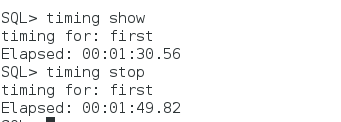 SQL> timing show
timing for: first
Elapsed: 00:01:30.56
SQL> timing stop
timing for: first
Elapsed: 00:01:49.82
SQL>